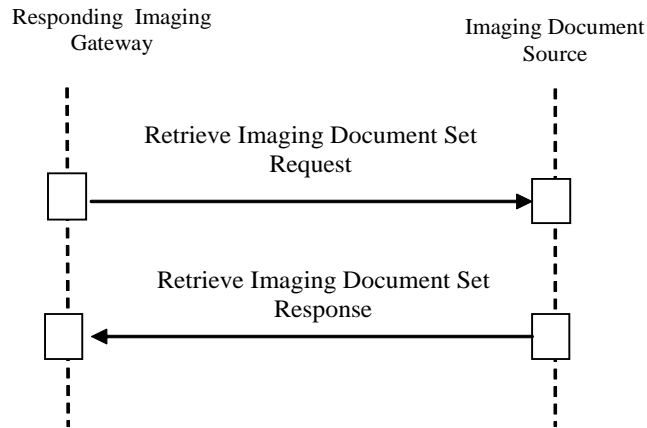 Responding Imaging
Gateway
Imaging Document
Source
Retrieve Imaging Document Set
Request
Retrieve Imaging Document Set
Response